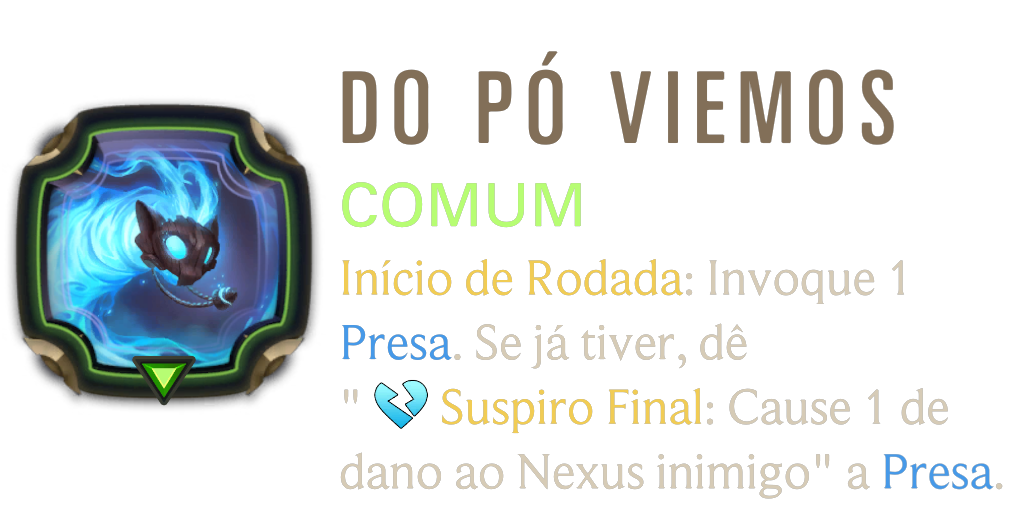 DO PÓ VIEMOS
COMUM
Início de Rodada: Invoque 1
Presa. Se já tiver, dê
" Suspiro Final: Cause 1 de
dano ao Nexus inimigo" a Presa.